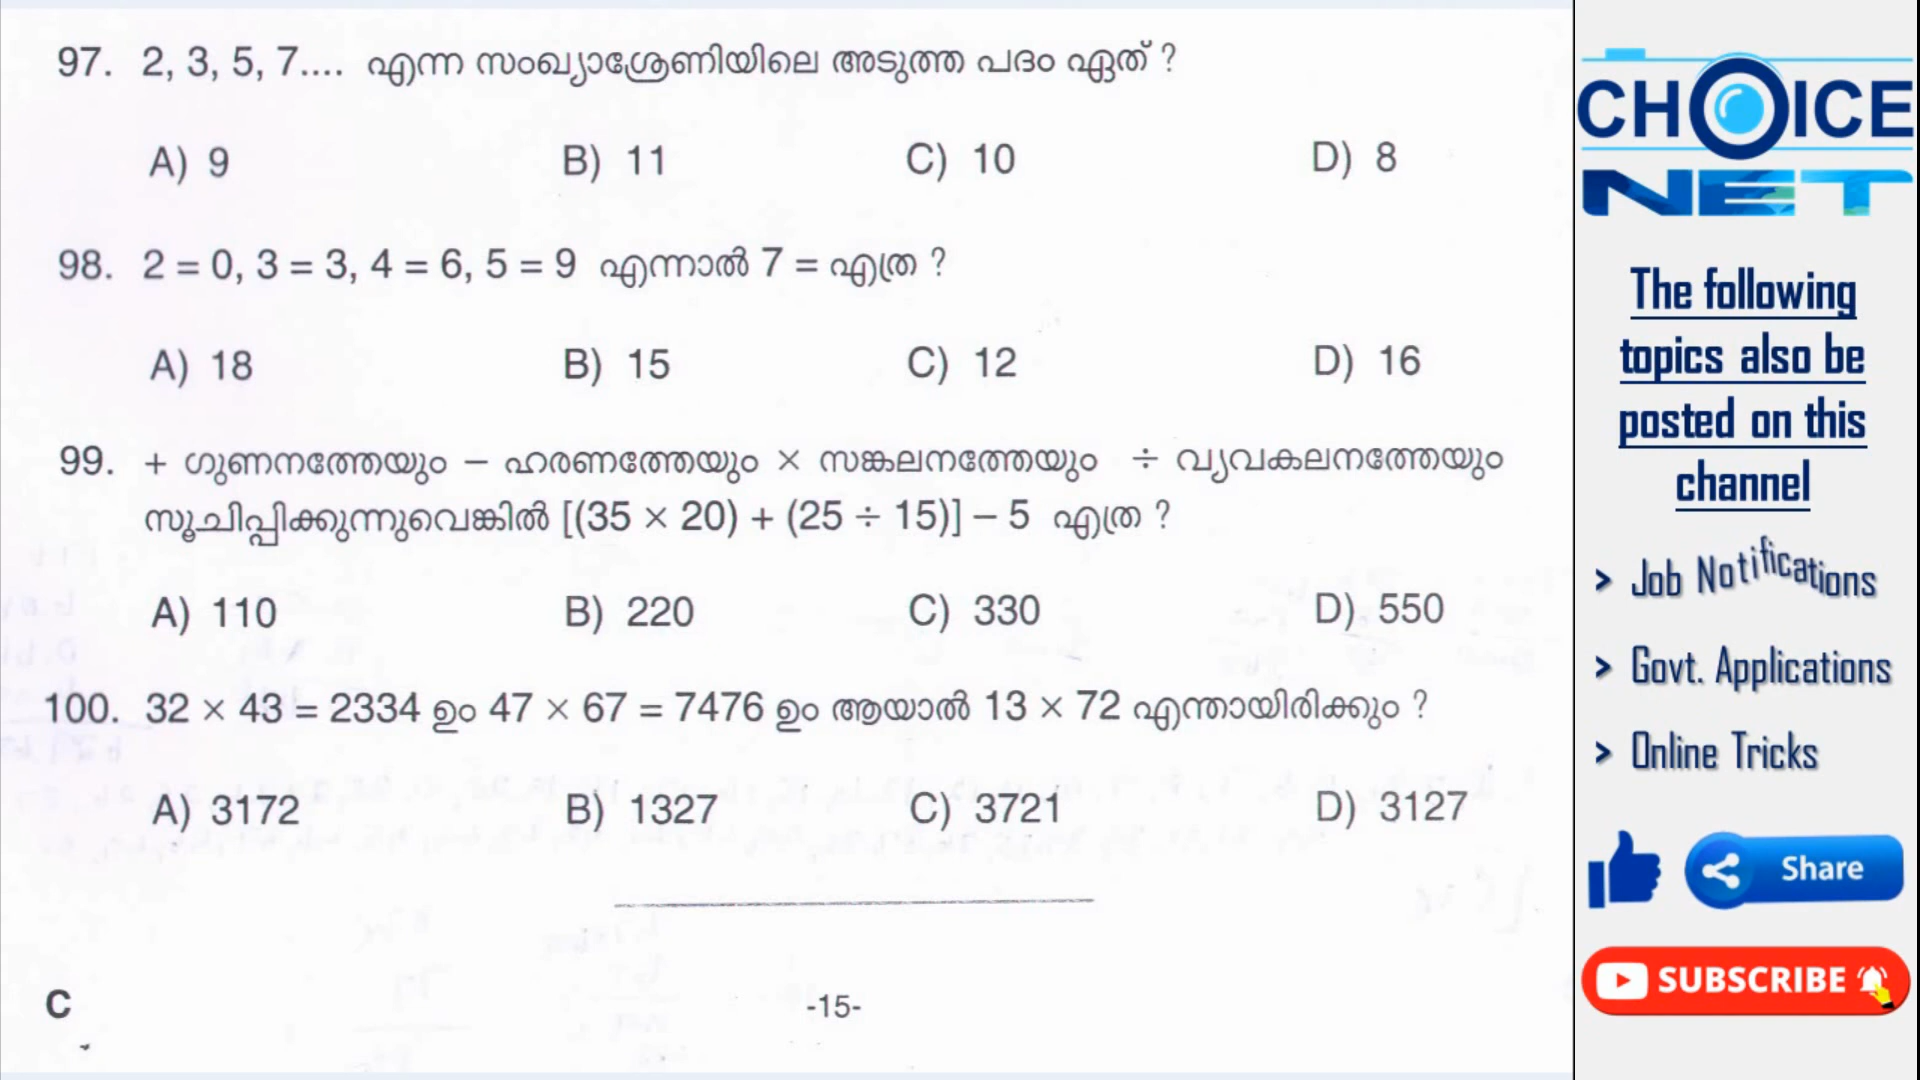 97. 2, 3, 5, 7.... എന്ന സംഖ്യാശ്രേണിയിലെ അടുത്ത പദം ഏത് ?
A) 9 B) 11 C) 10 D) 8
98. 2 = 0, 3 = 3, 4 = 6, 5 = 9 എന്നാൽ 7 = എത്ര ?
A) 18 B) 15 C) 12 D) 16
99. + ഗുണനത്തേയും – ഹരണത്തേയും × സങ്കലനത്തേയും ÷ വ്യവകലനത്തേയും
സൂചിപ്പിക്കുന്നുവെങ്കിൽ [(35 × 20) + (25 ÷ 15)] – 5 എത്ര ?
A) 110 B) 220 C) 330 D) 550
100. 32 × 43 = 2334 ഉം 47 × 67 = 7476 ഉം ആയാൽ 13 × 72 എന്തായിരിക്കും ?
A) 3172 B) 1327 C) 3721 D) 3127
C -15-
CHOICE
NET
The following
topics also be
posted on this
channel
> Job Notifications
> Govt. Applications
> Online Tricks
Share
SUBSCRIBE